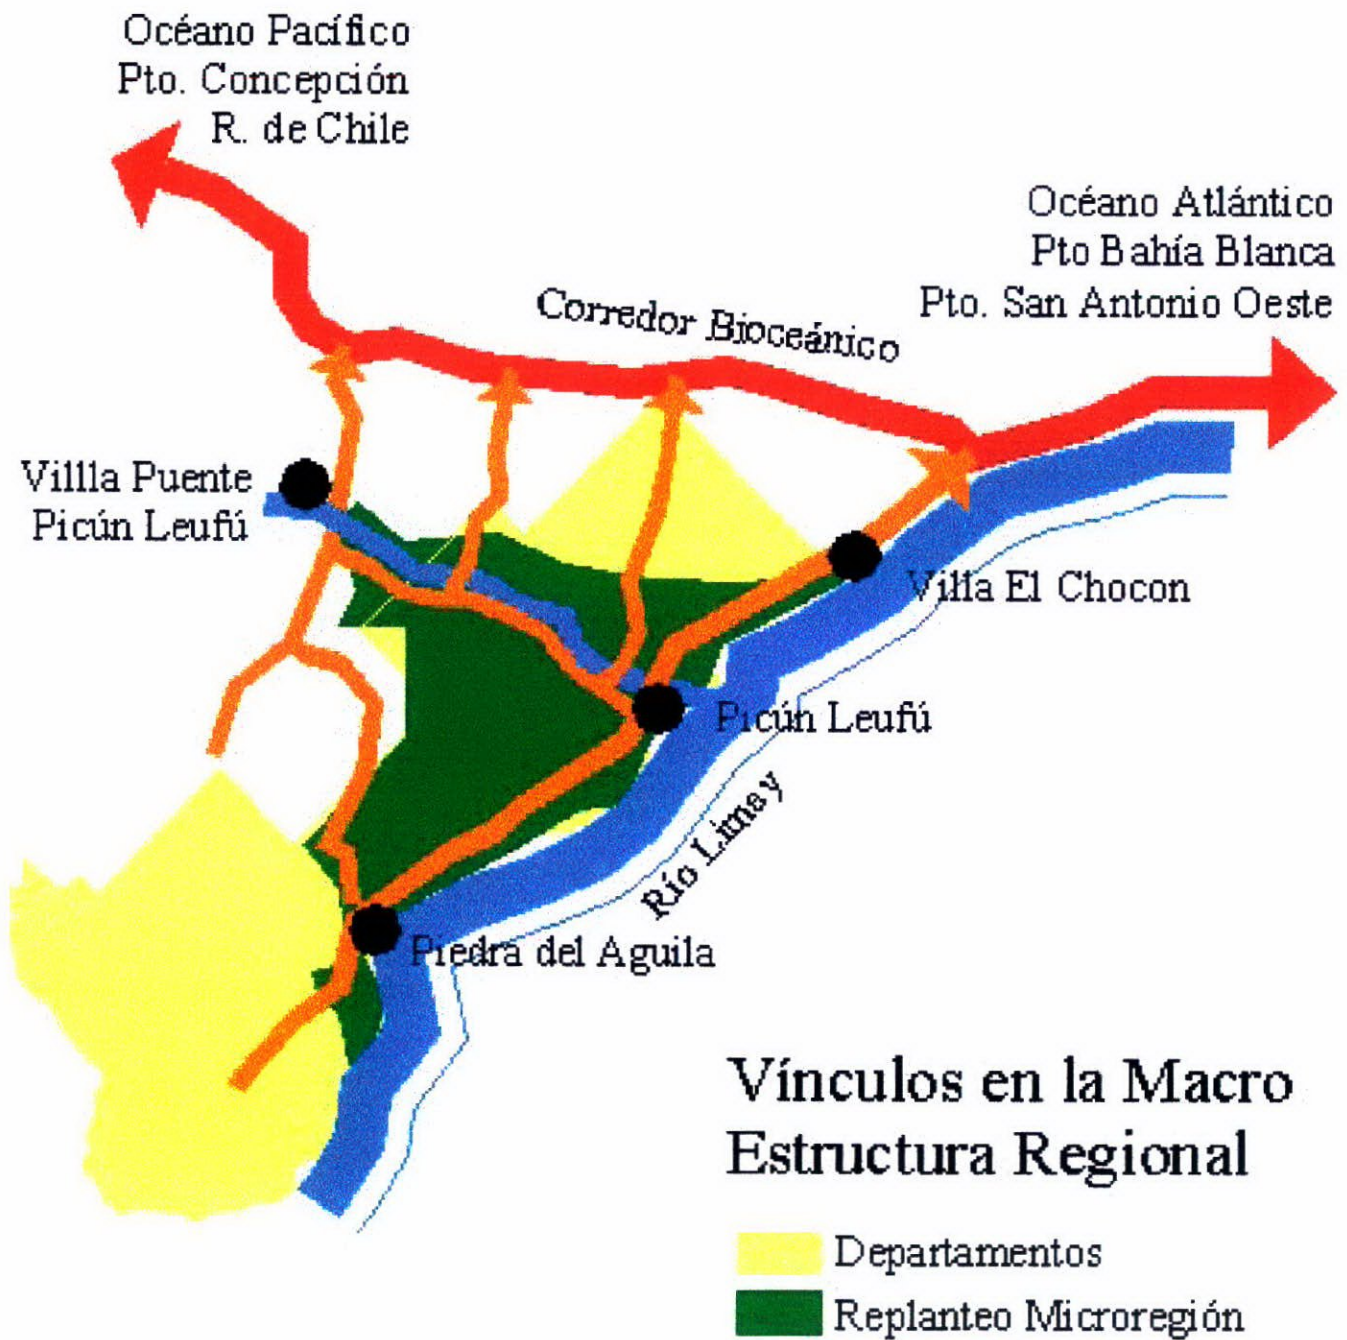 Océano Pacífico
Pto. Concepción
R. de Chile
Océano Atlántico
Pto Bahía Blanca
Pto. San Antonio Oeste
Corredor Bioceánico
Villla Puente
Picún Leufú
Villa El Chocon
Picún Leufú
Río Limay
Piedra del Aguila
Vínculos en la Macro
Estructura Regional
Departamentos
Replanteo Microregión